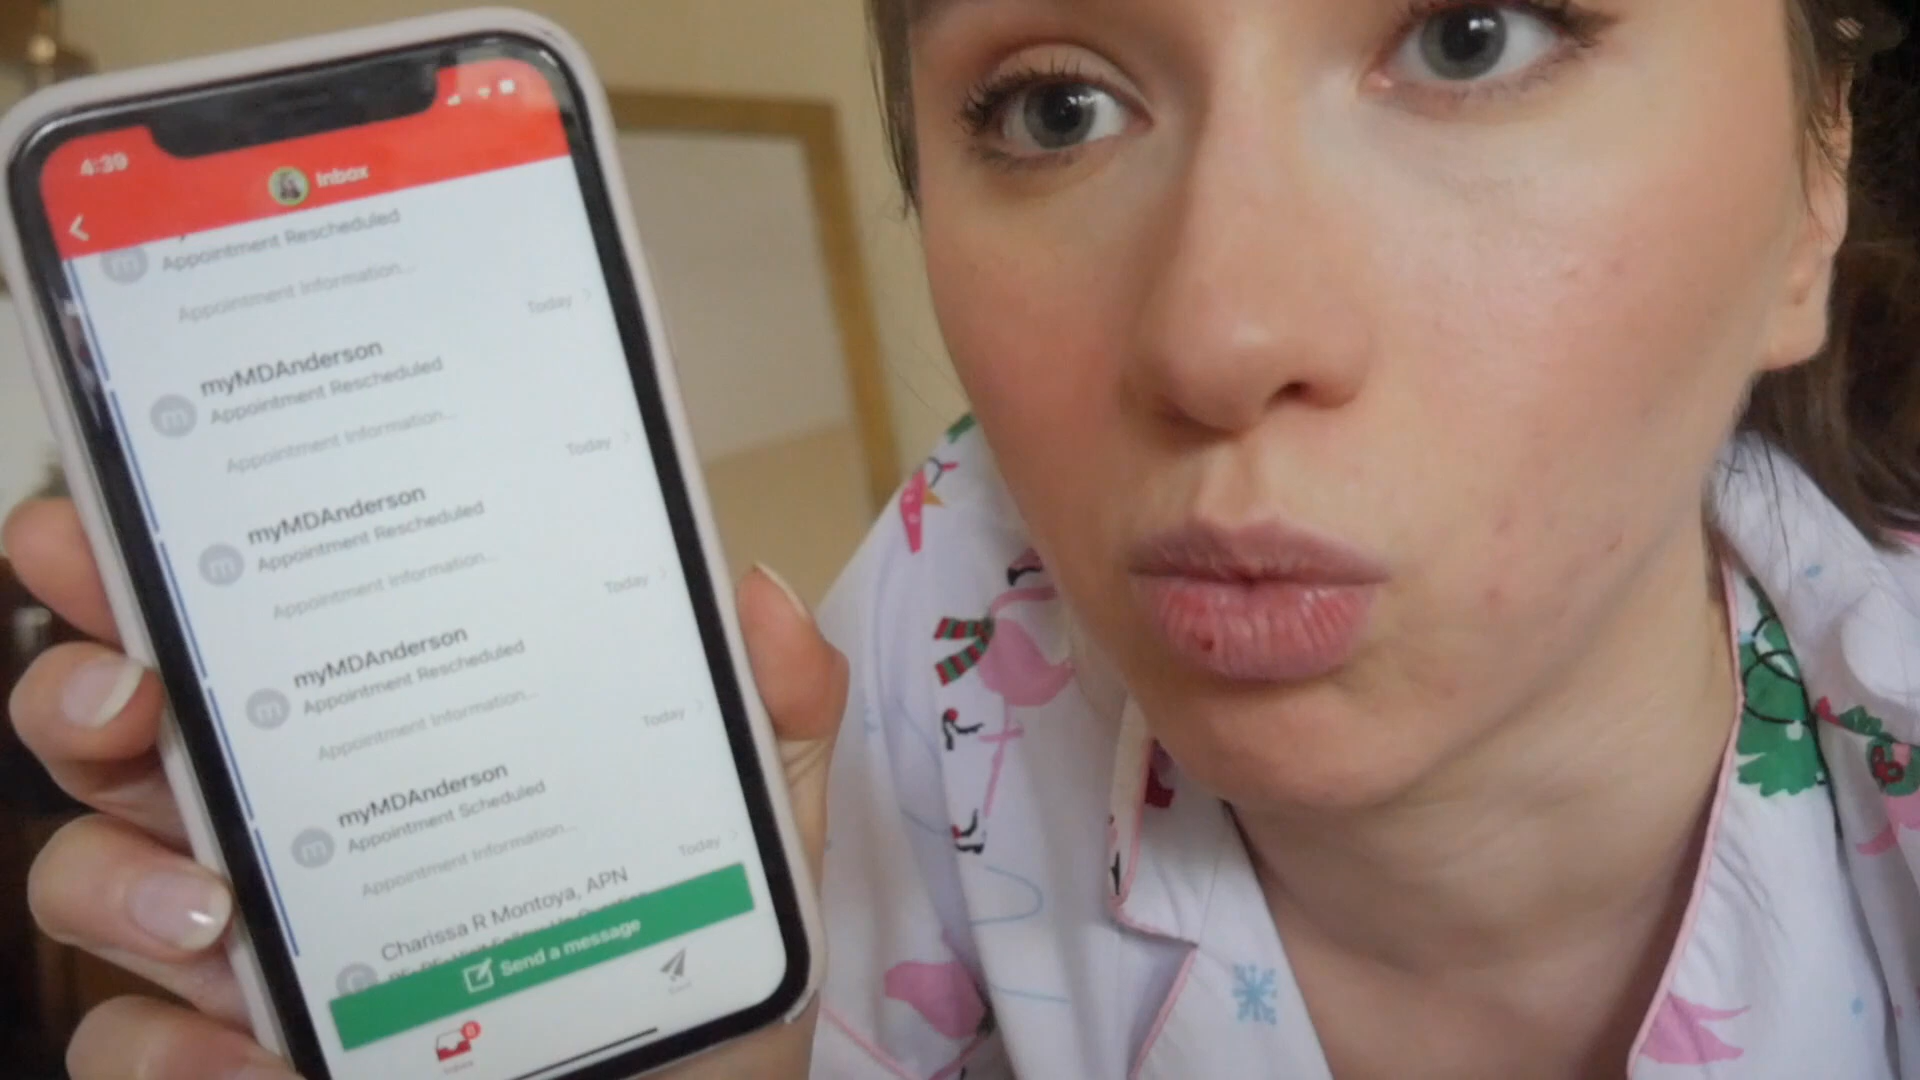 4:39
Inbox
Appointment Rescheduled
Appointment Information...
Today
myMDAnderson
m
Appointment Rescheduled
Appointment Information...
Today
myMDAnderson
m
Appointment Rescheduled
Appointment Information...
Today
myMDAnderson
m
Appointment Rescheduled
Appointment Information...
Today
myMDAnderson
m
Appointment Scheduled
Appointment Information...
Today
Charissa R Montoya, APN
C
Send a message